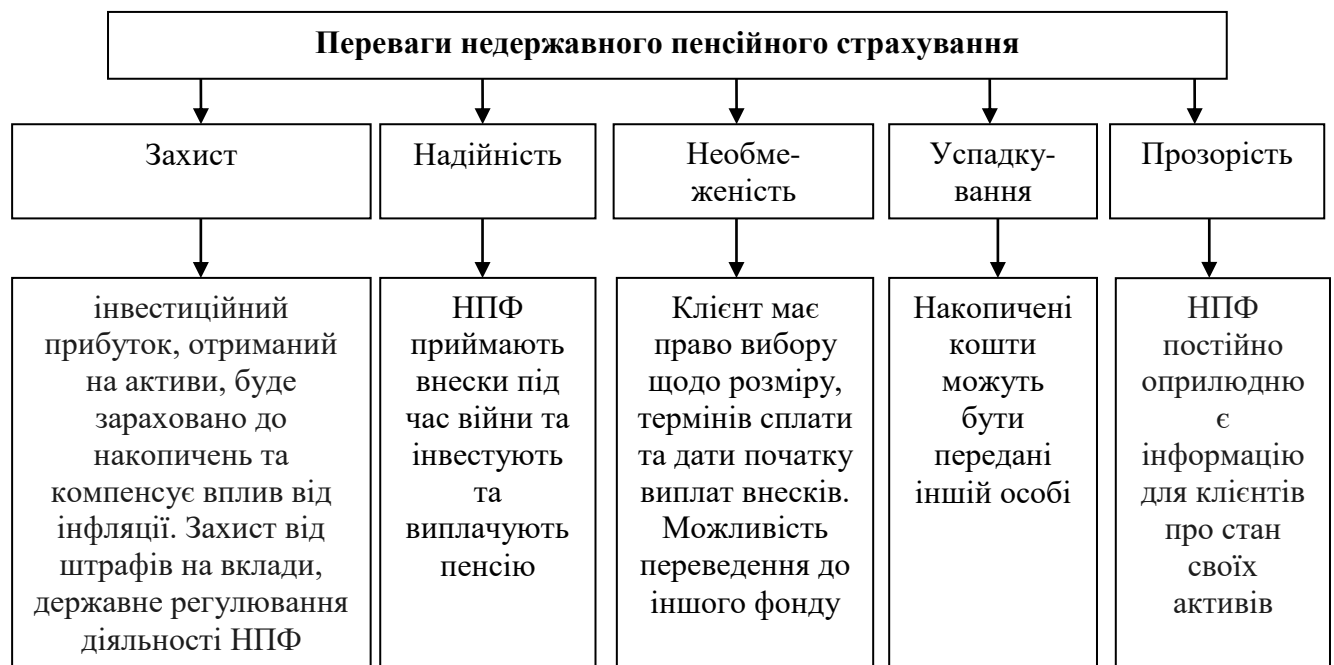 Переваги недержавного пенсійного страхування
Захист
Надійність
Необме-
женість
Успадку-
вання
Прозорість
інвестиційний
прибуток, отриманий
на активи, буде
зараховано до
накопичень та
компенсує вплив від
інфляції. Захист від
штрафів на вклади,
державне регулювання
діяльності НПФ
НПФ
приймають
внески під
час війни та
інвестують
та
виплачують
пенсію
Клієнт має
право вибору
щодо розміру,
термінів сплати
та дати початку
виплат внесків.
Можливість
переведення до
іншого фонду
Накопичені
кошти
можуть
бути
передані
іншій особі
НПФ
постійно
оприлюдню
є
інформацію
для клієнтів
про стан
своїх
активів